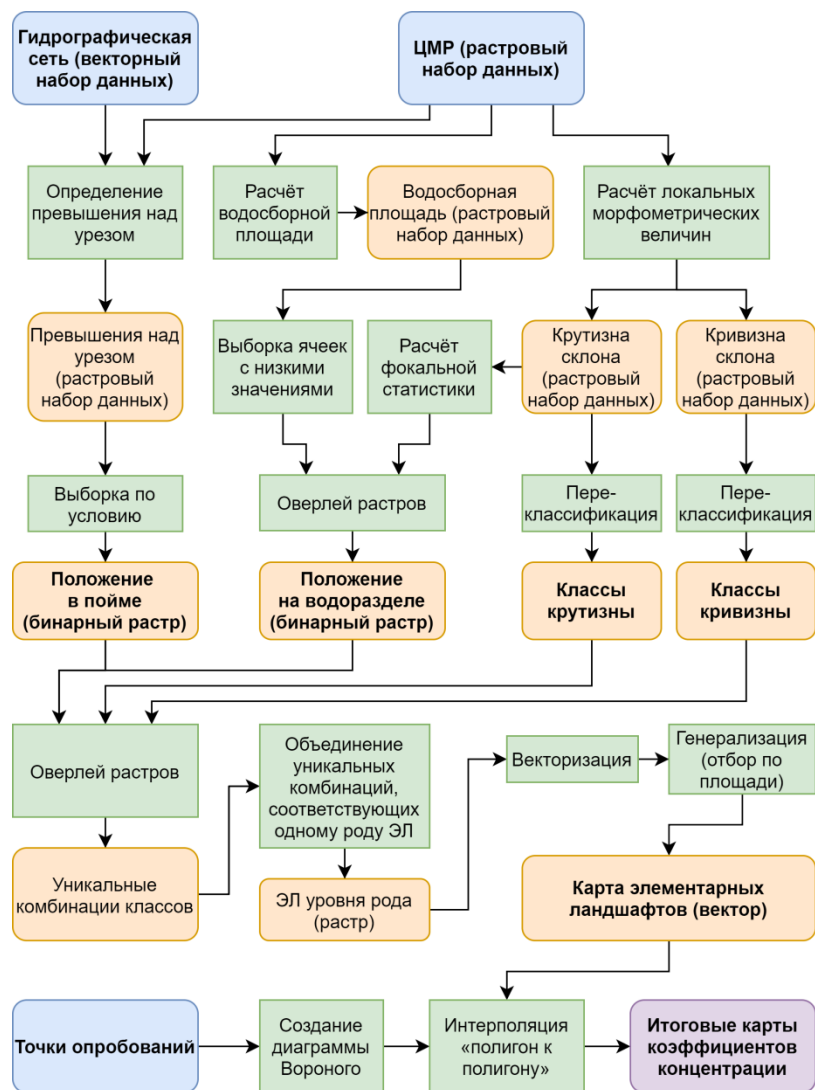 Гидрографическая
сеть (векторный
набор данных)
ЦМР (растровый
набор данных)
Определение
превышения над
урезом
Расчёт
водосборной
площади
Водосборная
площадь (растровый
набор данных)
Расчёт локальных
морфометрических
величин
Превышения над
урезом
(растровый
набор данных)
Выборка ячеек
с низкими
значениями
Расчёт
фокальной
статистики
Крутизна
склона
(растровый
набор данных)
Кривизна
склона
(растровый
набор данных)
Выборка по
условию
Оверлей растров
Пере-
классификация
Пере-
классификация
Положение
в пойме
(бинарный растр)
Положение
на водоразделе
(бинарный растр)
Классы
крутизны
Классы
кривизны
Оверлей растров
Объединение
уникальных
комбинаций,
соответствующих
одному роду ЭЛ
Векторизация
Генерализация
(отбор по
площади)
Уникальные
комбинации классов
ЭЛ уровня рода
(растр)
Карта элементарных
ландшафтов (вектор)
Точки опробований
Создание
диаграммы
Вороного
Интерполяция
«полигон к
полигону»
Итоговые карты
коэффициентов
концентрации